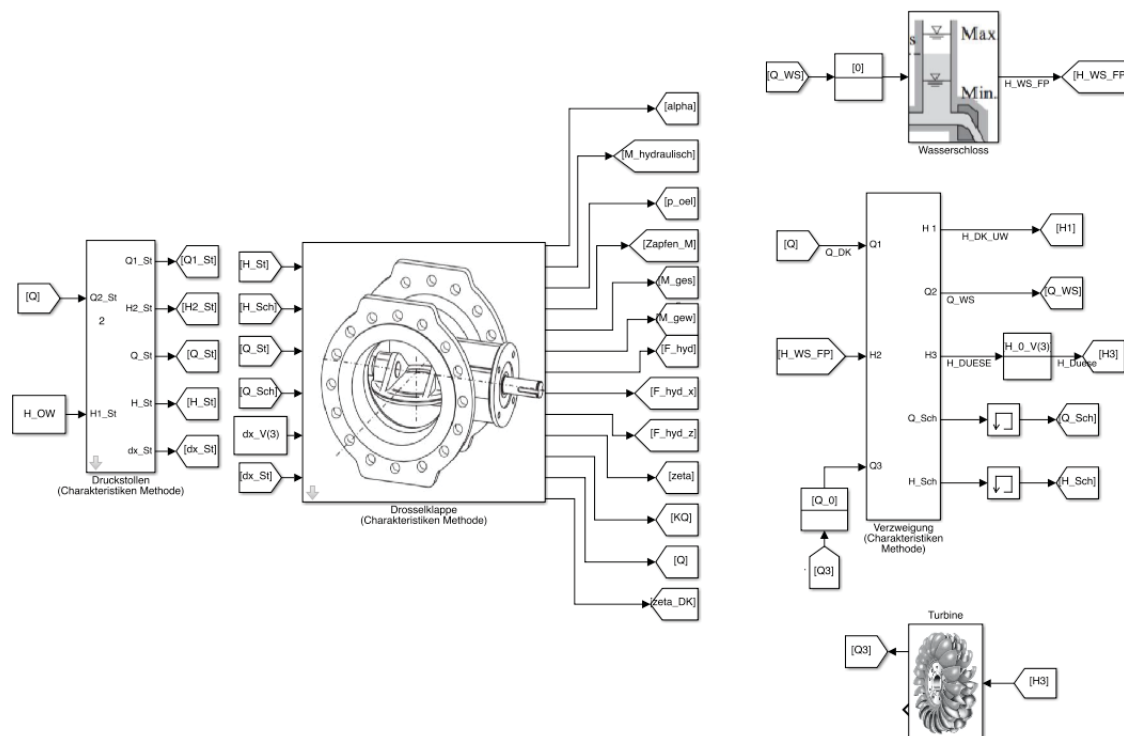 [Q]
H_OW
Q2_St
2
H1_St
Q1_St
H2_St
Q_St
H_St
dx_St
[Q1_St]
[H2_St]
[Q_St]
[H_St]
[dx_St]
Druckstollen
(Charakteristiken Methode)
[H_St]
[H_Sch]
[Q_St]
[Q_Sch]
dx_V(3)
[dx_St]
Drosselklappe
(Charakteristiken Methode)
[alpha]
[M_hydraulisch]
[p_oel]
[Zapfen_M]
[M_ges]
[M_gew]
[F_hyd]
[F_hyd_x]
[F_hyd_z]
[zeta]
[KQ]
[Q]
[zeta_DK]
[Q_WS]
[0]
s
Max
Min.
H_WS_FP
[H_WS_FP]
Wasserschloss
[Q]
Q_DK
[H_WS_FP]
[Q_0]
[Q3]
Q1
H2
Q3
H 1
Q2
H3
Q_Sch
H_Sch
H_DK_UW
[H1]
Q_WS
[Q_WS]
H_DUESE
H_0_V(3)
H_Duese
[H3]
[Q_Sch]
[H_Sch]
Verzweigung
(Charakteristiken
Methode)
Turbine
[Q3]
[H3]